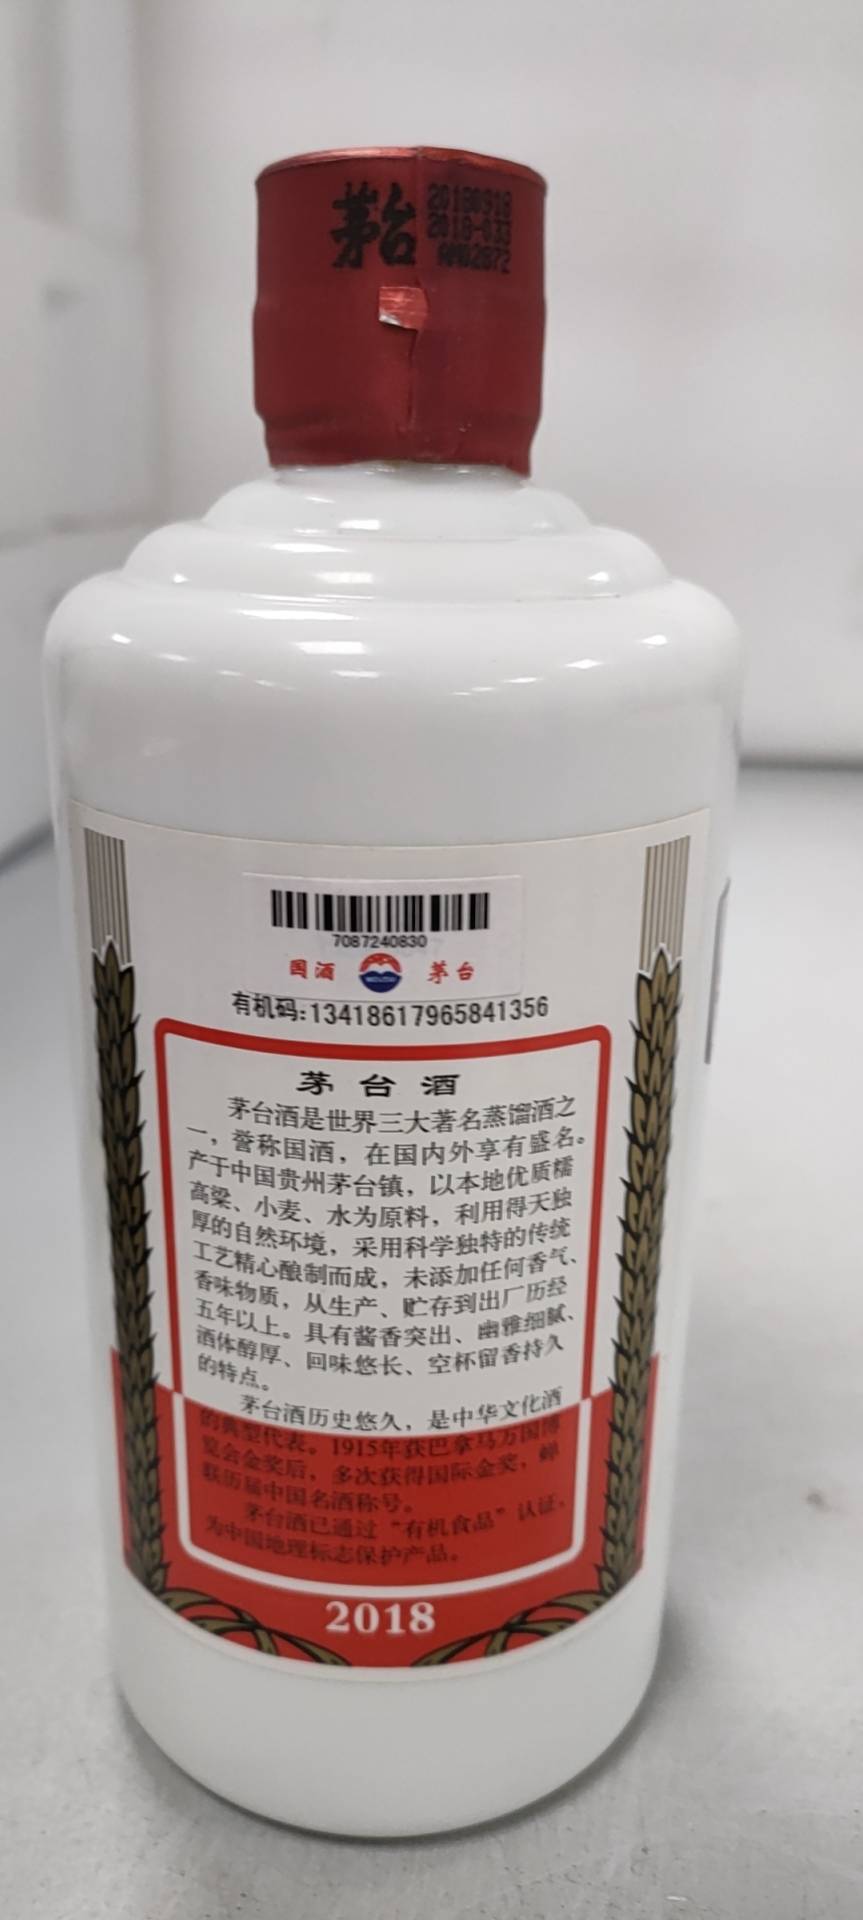 茅台
20180918
2018-033
7087240830
国酒 茅台
有机码:13418617965841356
茅台酒
茅台酒是世界三大著名蒸馏酒之
一，誉称国酒，在国内外享有盛名。
产于中国贵州茅台镇，以本地优质糯
高粱、小麦、水为原料，利用得天独
厚的自然环境，采用科学独特的传统
工艺精心酿制而成，未添加任何香气、
香味物质，从生产、贮存到出厂历经
五年以上。具有酱香突出、幽雅细腻、
酒体醇厚、回味悠长、空杯留香持久
的特点。
茅台酒历史悠久，是中华文化酒
的典型代表。1915年获巴拿马万国博
览会金奖后，多次获得国际金奖，蝉
联历届中国名酒称号。
茅台酒已通过“有机食品”认证，
为中国地理标志保护产品。
2018